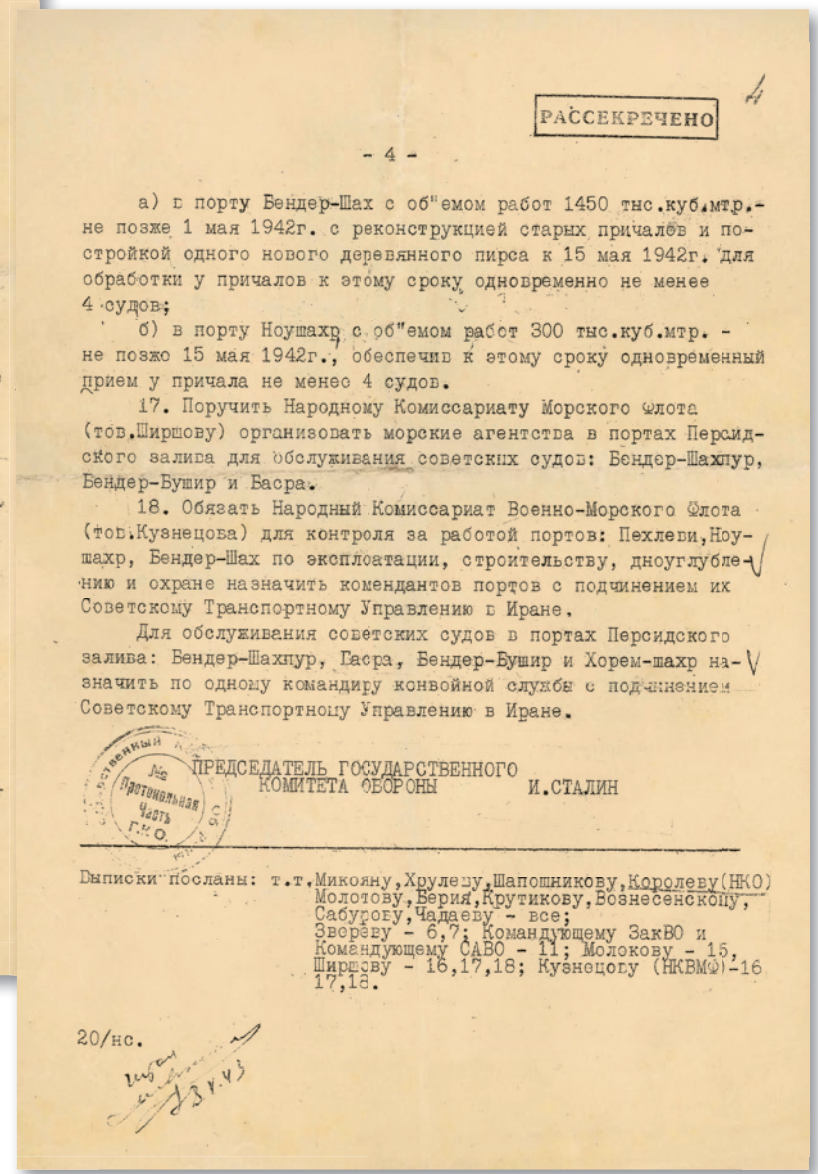 4
РАССЕКРЕЧЕНО
- 4 -
а) в порту Бендер-Шах с об"емом работ 1450 тыс.куб.мтр.-
не позже 1 мая 1942г. с реконструкцией старых причалов и по-
стройкой одного нового деревянного пирса к 15 мая 1942г. для
обработки у причалов к этому сроку одновременно не менее
4 судов;
б) в порту Ноушахр с об"емом работ 300 тыс.куб.мтр. -
не позже 15 мая 1942г., обеспечив к этому сроку одновременный
прием у причала не менее 4 судов.
17. Поручить Народному Комиссариату Морского Флота
(тов.Ширшову) организовать морские агентства в портах Персид-
ского залива для обслуживания советских судов: Бендер-Шахпур,
Бендер-Бушир и Басра.
18. Обязать Народный Комиссариат Военно-Морского Флота
(тов.Кузнецова) для контроля за работой портов: Пехлеви,Ноу-
шахр, Бендер-Шах по эксплоатации, строительству, дноуглубле-
нию и охране назначить комендантов портов с подчинением их
Советскому Транспортному Управлению в Иране.
Для обслуживания советских судов в портах Персидского
залива: Бендер-Шахпур, Басра, Бендер-Бушир и Хорем-шахр на-
значить по одному командиру конвойной службы с подчинением
Советскому Транспортному Управлению в Иране.
ПРЕДСЕДАТЕЛЬ ГОСУДАРСТВЕННОГО
КОМИТЕТА ОБОРОНЫ И.СТАЛИН
№
Протокольная
Часть
Г.К О.
Выписки посланы: т.т.Микояну,Хрулеву,Шапошникову,Королеву(НКО)
Молотову,Берия,Крутикову,Вознесенскому,
Сабурову,Чадаеву - все;
Звереву - 6,7; Командующему ЗакВО и
Командующему САВО - 11; Молокову - 15,
Ширшову - 16,17,18; Кузнецову (НКВМФ)-16
17,18.
20/нс.